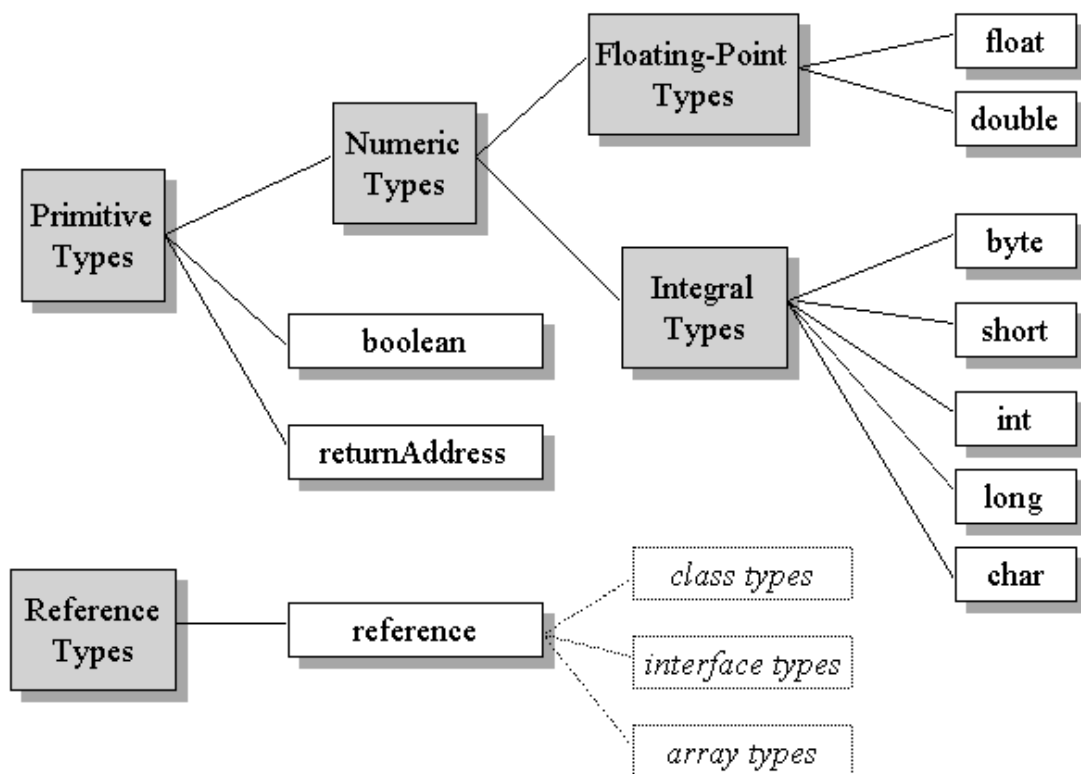 Primitive
Types
Numeric
Types
boolean
returnAddress
Floating-Point
Types
float
double
Integral
Types
byte
short
int
long
char
Reference
Types
reference
class types
interface types
array types